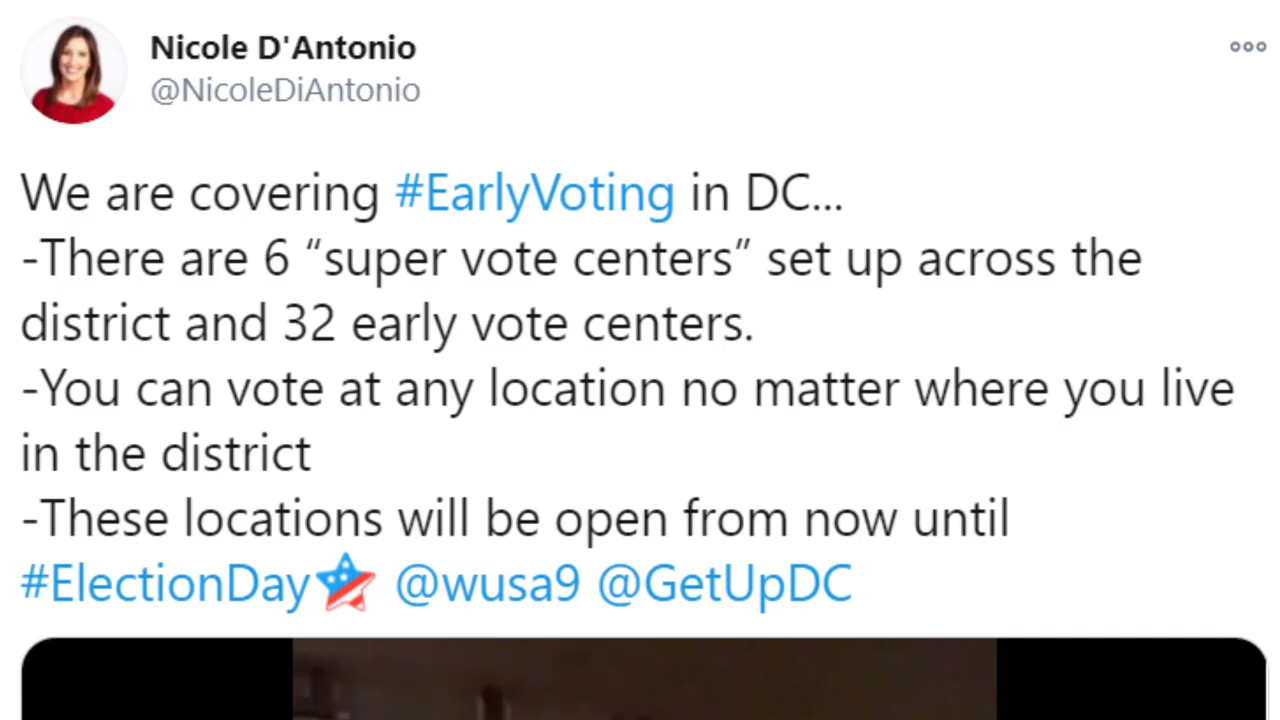 Nicole D'Antonio
@NicoleDiAntonio
We are covering #EarlyVoting in DC...
-There are 6 “super vote centers” set up across the
district and 32 early vote centers.
-You can vote at any location no matter where you live
in the district
-These locations will be open from now until
#ElectionDay @wusa9 @GetUpDC